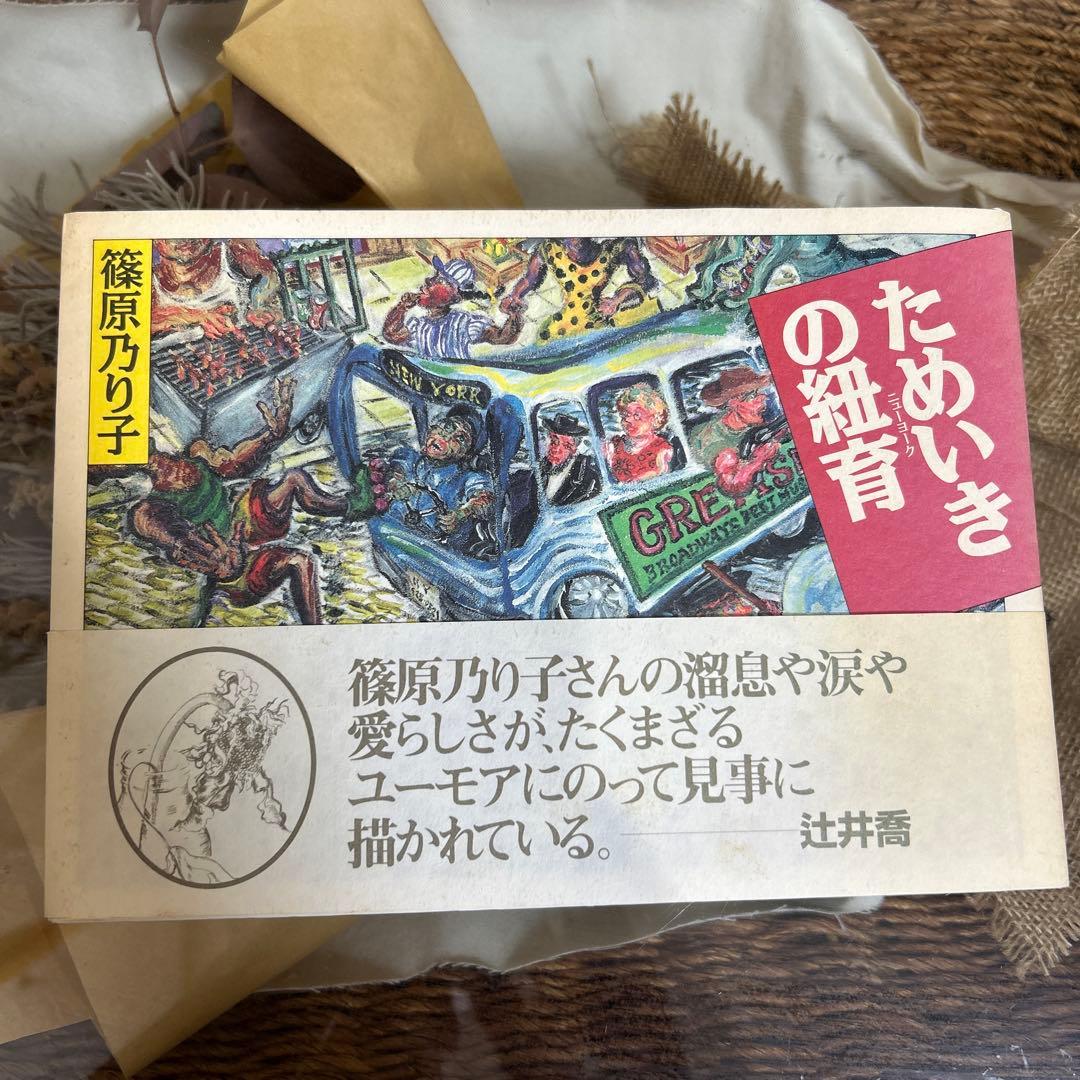 ためいき
の紐育
ニューヨーク
篠原乃り子
NEW YORK
GREASE
BROADWAYS BEST MUS
篠原乃り子さんの溜息や涙や
愛らしさが、たくまざる
ユーモアにのって見事に
描かれている。
辻井喬